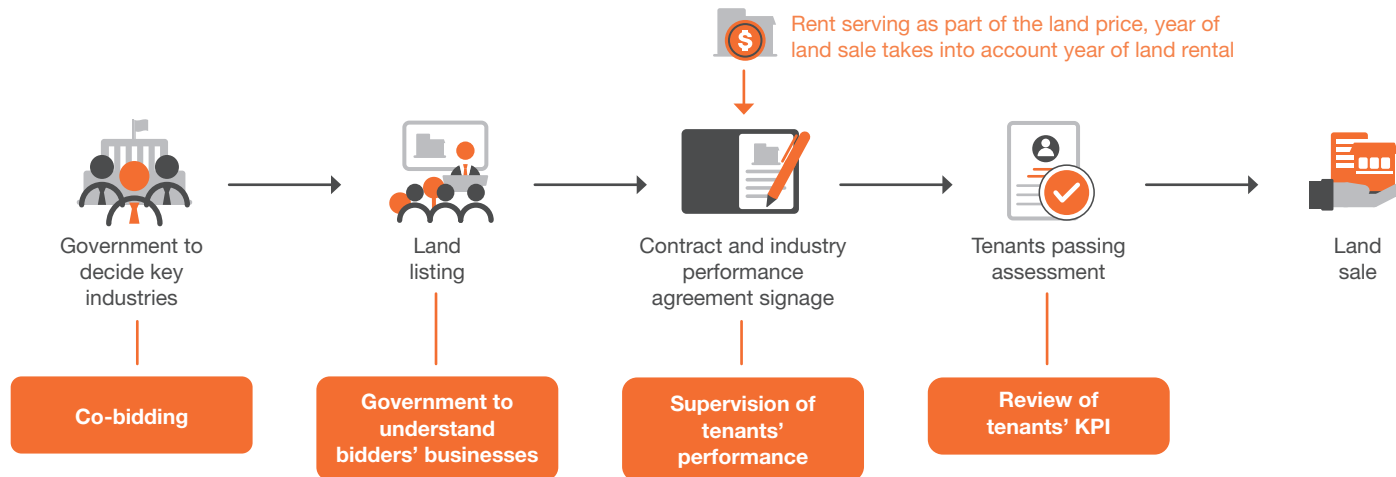 Rent serving as part of the land price, year of
land sale takes into account year of land rental
$
Government to
decide key
industries
Land
listing
Contract and industry
performance
agreement signage
Tenants passing
assessment
Land
sale
Co-bidding
Government to
understand
bidders’ businesses
Supervision of
tenants’
performance
Review of
tenants’ KPI